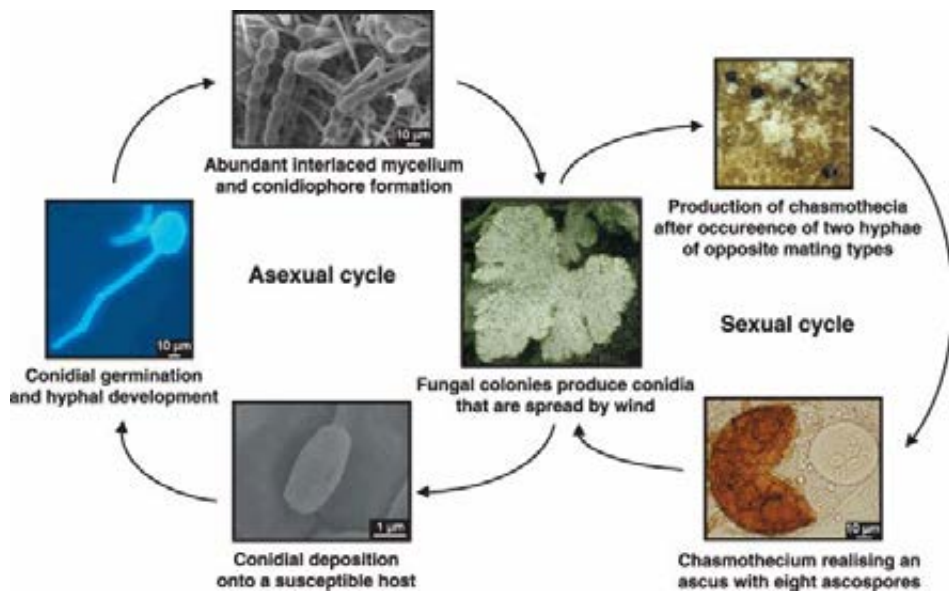 10 µm
Abundant interlaced mycelium
and conidiophore formation
Production of chasmothecia
after occureence of two hyphae
of opposite mating types
Asexual cycle
Sexual cycle
10 µm
Conidial germination
and hyphal development
Fungal colonies produce conidia
that are spread by wind
1 µm
Conidial deposition
onto a susceptible host
10 µm
Chasmothecium realising an
ascus with eight ascospores